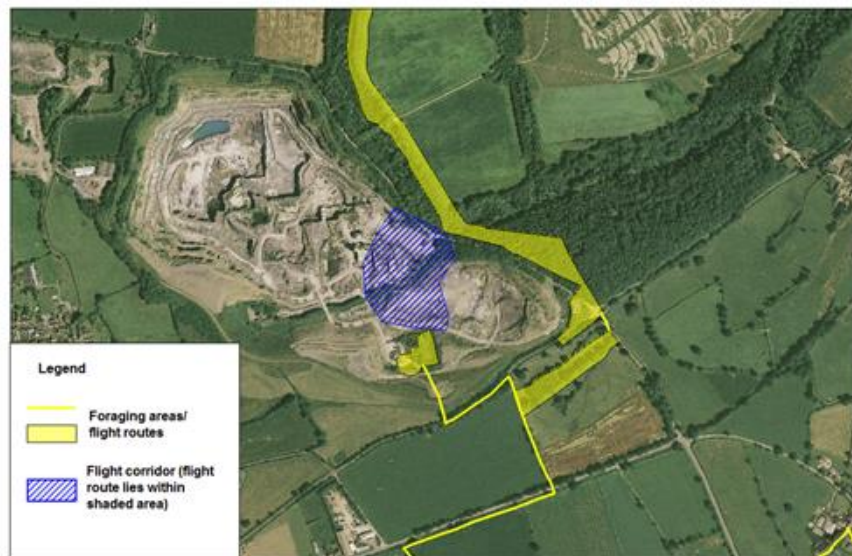 Legend
Foraging areas/
flight routes
Flight corridor (flight
route lies within
shaded area)